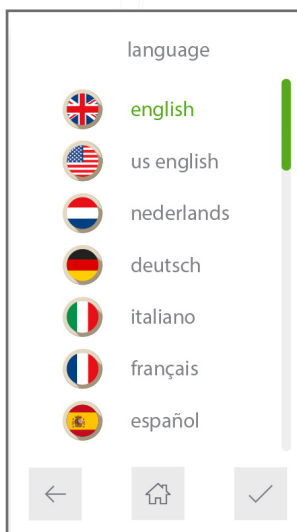 language
english
us english
nederlands
deutsch
italiano
français
español